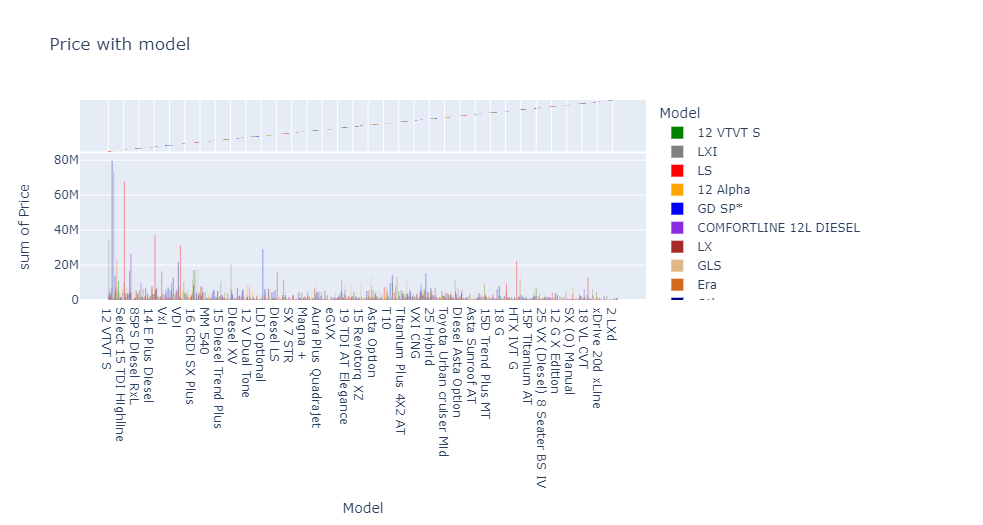 Price with model
Model
12 VTVT S
LXI
LS
12 Alpha
GD SP*
COMFORTLINE 12L DIESEL
LX
GLS
Era
sum of Price
80M
60M
40M
20M
0
12 VTVT S
Select 15 TDI Highline
85PS Diesel RxL
14 E Plus Diesel
VxI
VDI
16 CRDI SX Plus
MM 540
15 Diesel Trend Plus
Diesel XV
12 V Dual Tone
LDI Optional
Diesel LS
SX 7 STR
Magna +
Aura Plus Quadrajet
eGVX
19 TDI AT Elegance
15 Revotorq XZ
Asta Option
T10
Titanium Plus 4X2 AT
VXI CNG
25 Hybrid
Toyota Urban cruiser Mid
Diesel Asta Option
Asta Sunroof AT
15D Trend Plus MT
18 G
HTX IVT G
15P Titanium AT
25 VX (Diesel) 8 Seater BS IV
12 G X Edition
SX (O) Manual
18 VL CVT
xDrive 20d xLine
2 LXd
Model